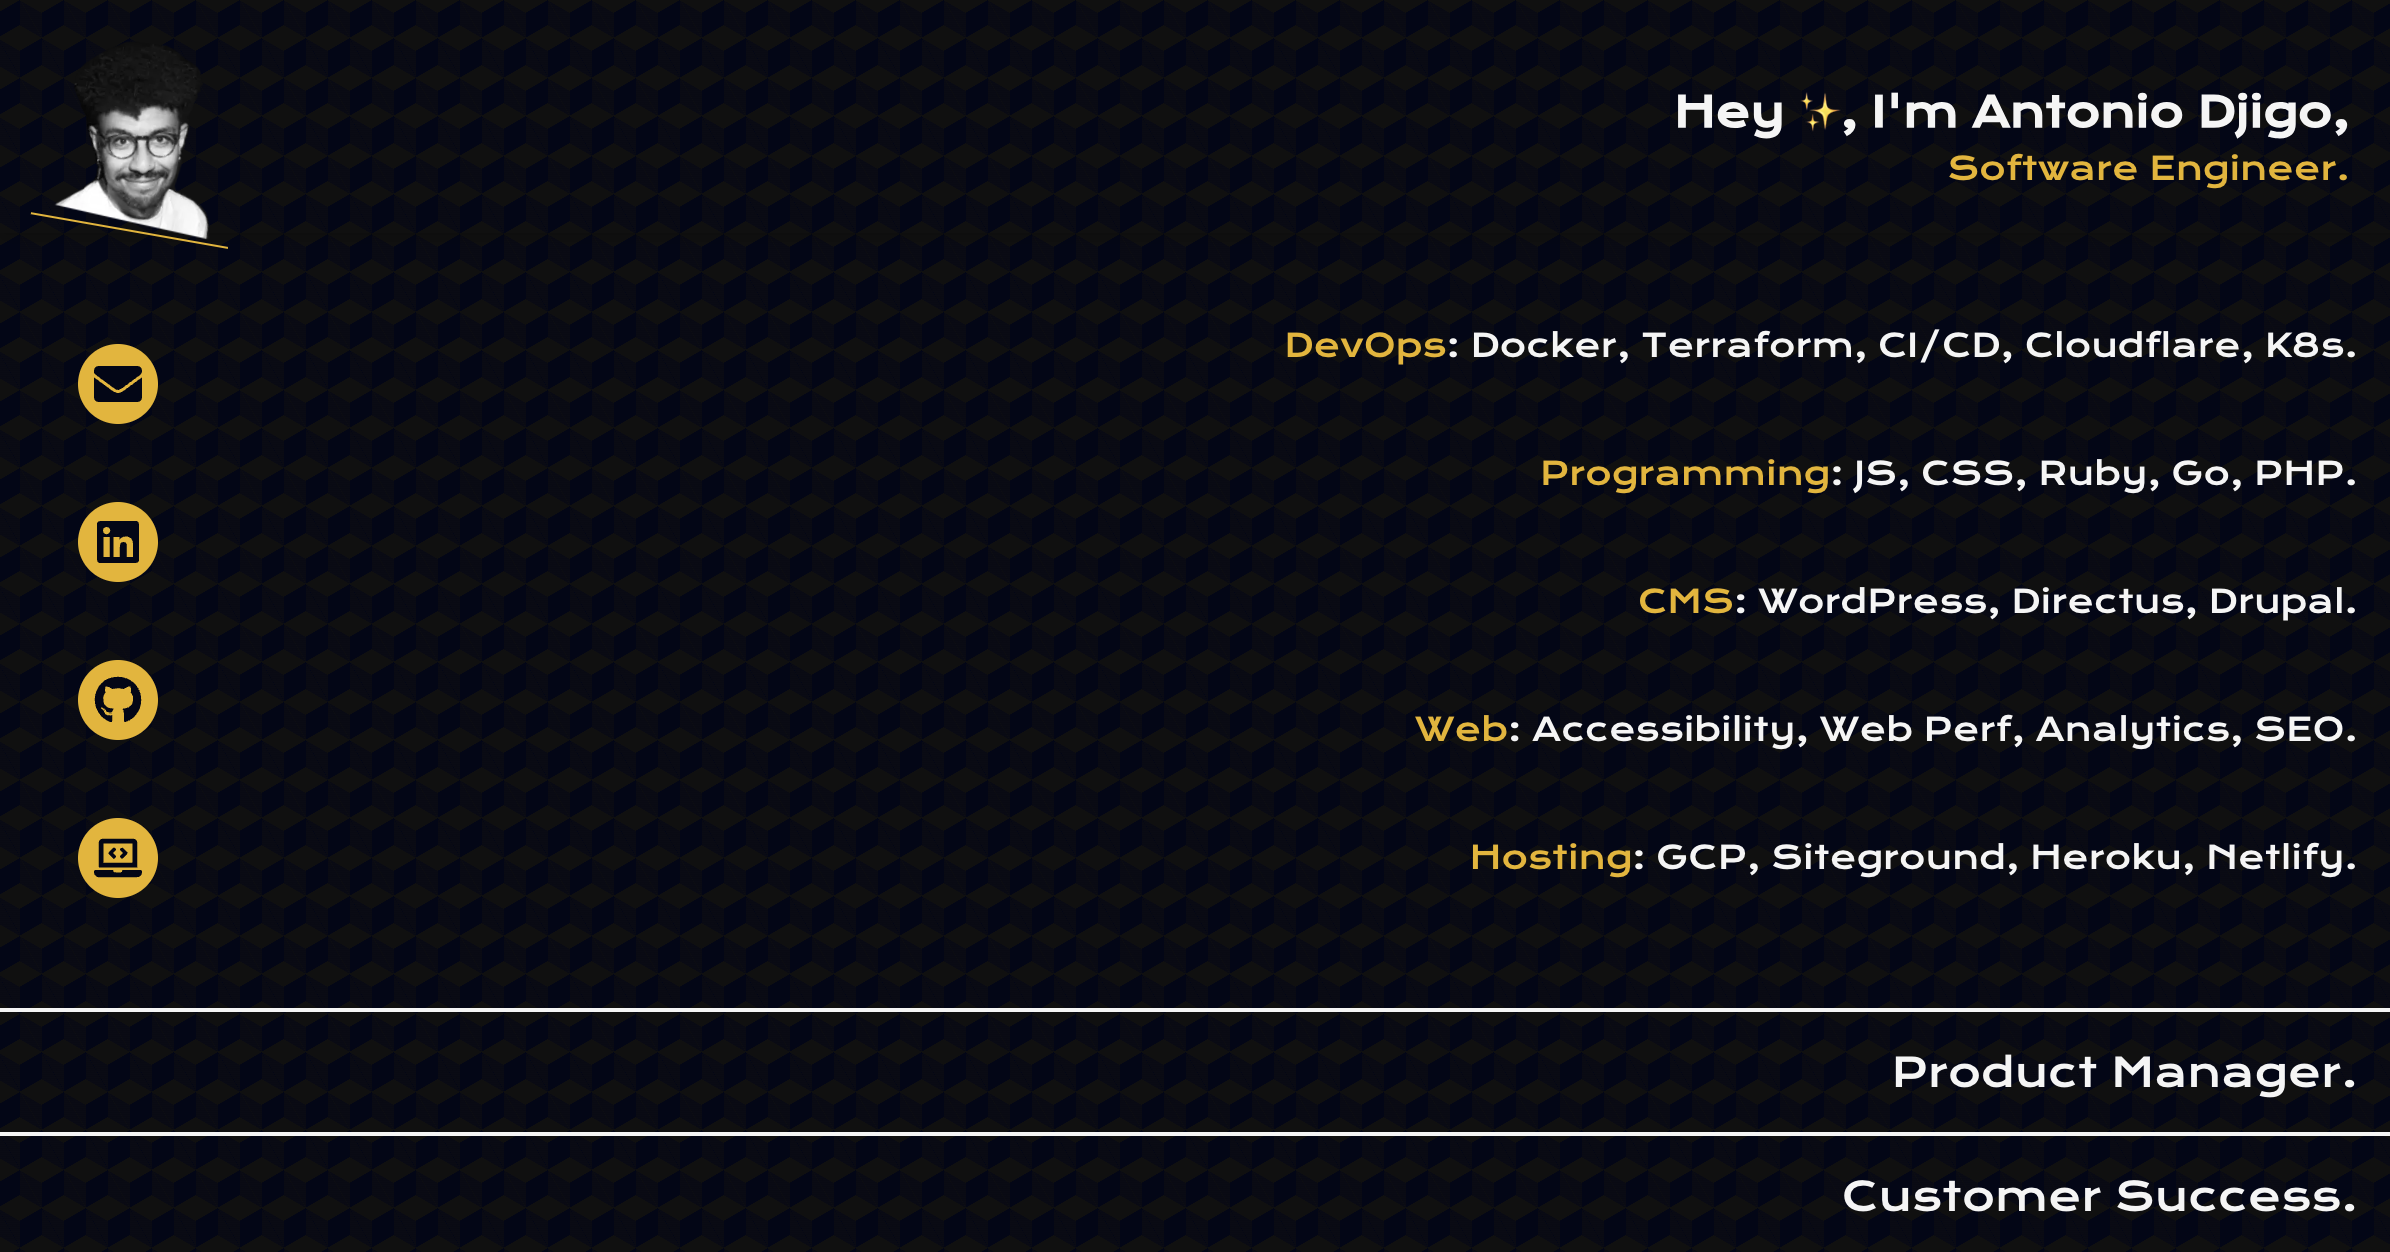 Hey ✨, I'm Antonio Djigo,
Software Engineer.
DevOps: Docker, Terraform, CI/CD, Cloudflare, K8s.
Programming: JS, CSS, Ruby, Go, PHP.
CMS: WordPress, Directus, Drupal.
Web: Accessibility, Web Perf, Analytics, SEO.
Hosting: GCP, Siteground, Heroku, Netlify.
Product Manager.
Customer Success.